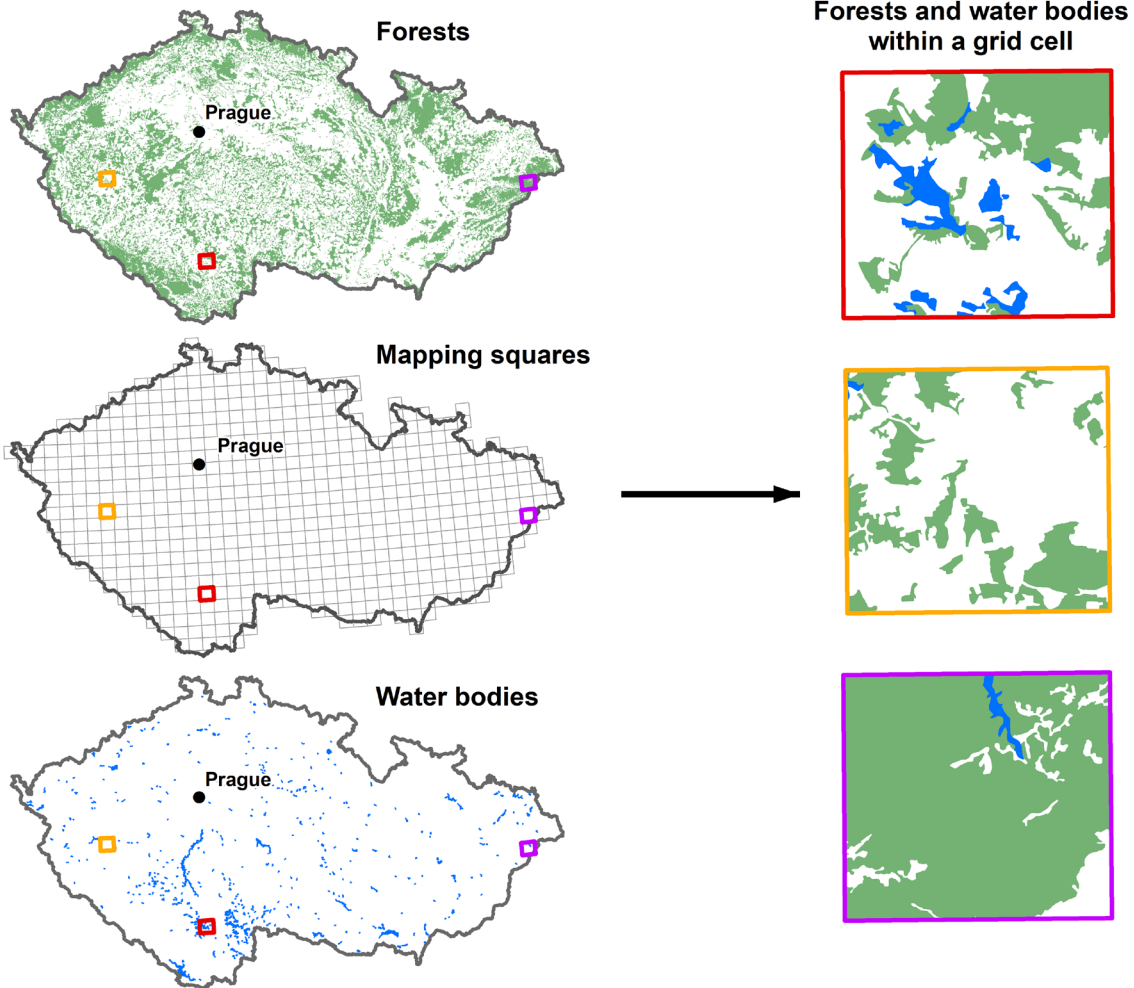 Forests
Prague
Forests and water bodies
within a grid cell
Mapping squares
Prague
Water bodies
Prague